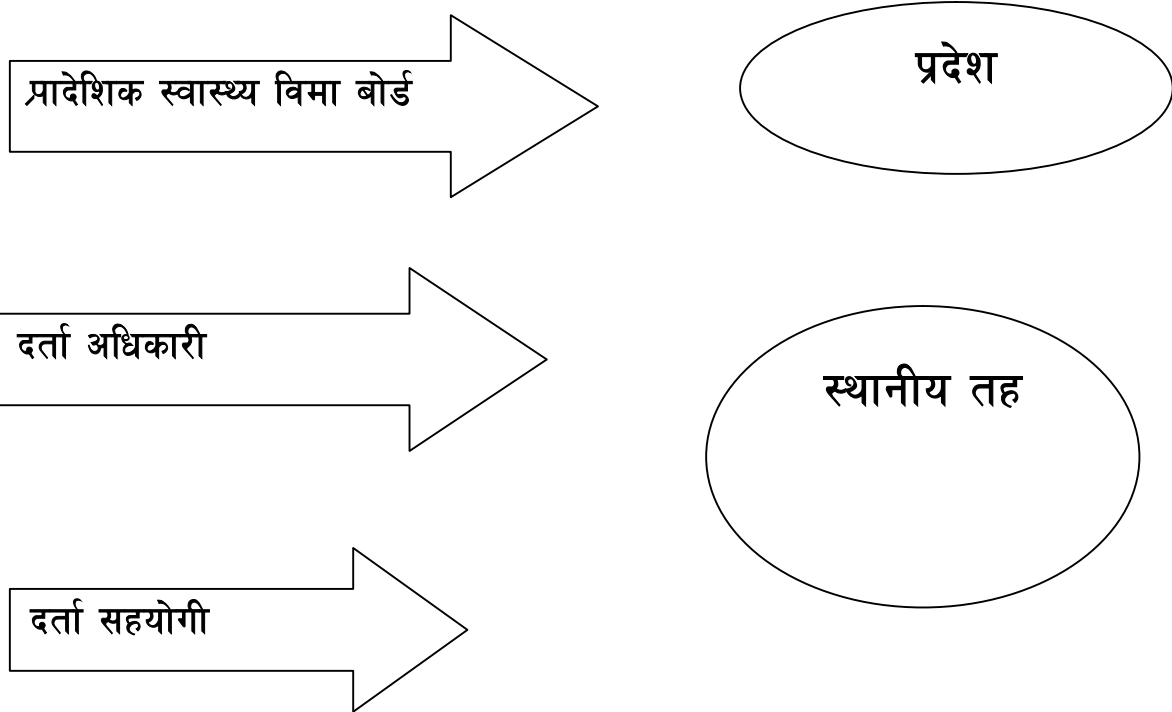 प्रादेशिक स्वास्थ्य विमा बोर्ड
प्रदेश
दर्ता अधिकारी
स्थानीय तह
दर्ता सहयोगी